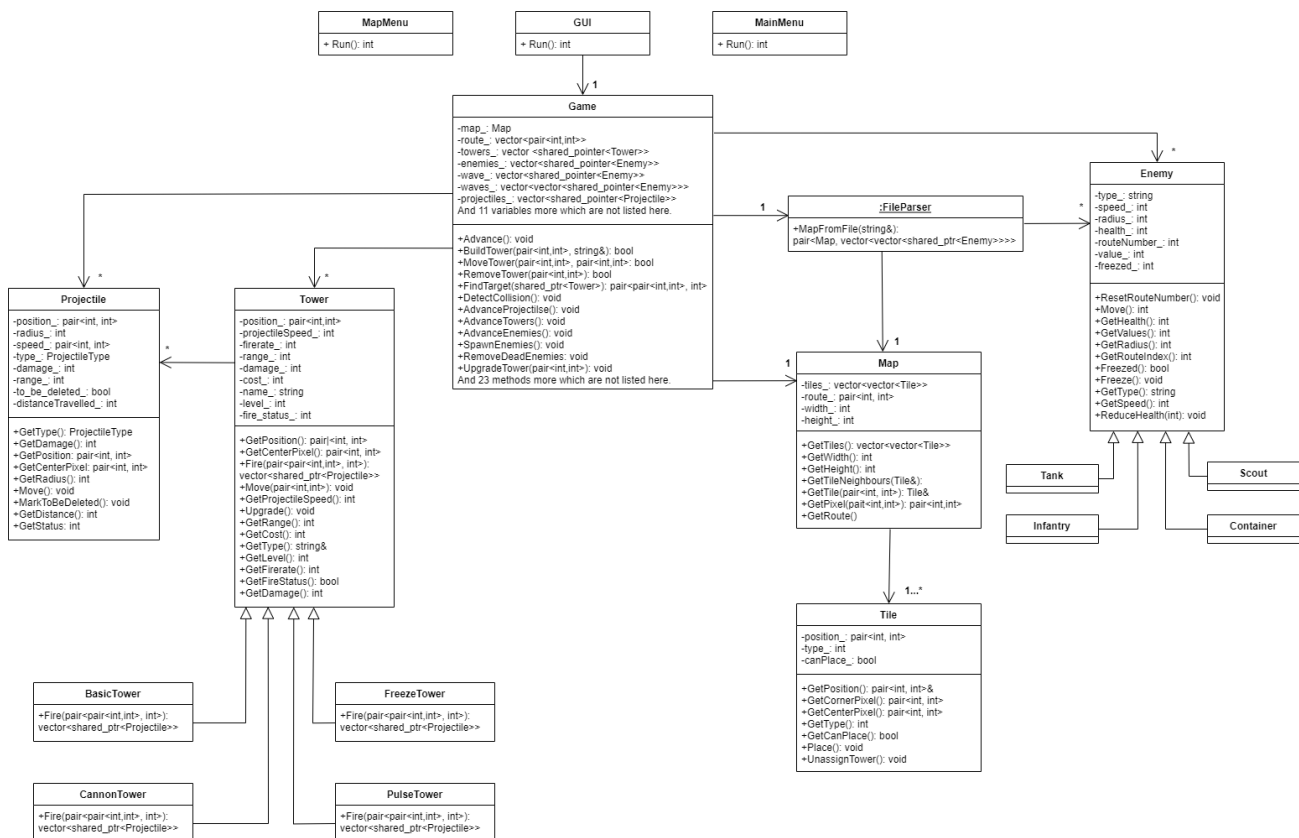 MapMenu
+ Run(): int
GUI
+ Run(): int
MainMenu
+ Run(): int
1
Game
-map_: Map
-route_: vector<pair<int,int>>
-towers_: vector <shared_pointer<Tower>>
-enemies_: vector<shared_pointer<Enemy>>
-wave_: vector<shared_pointer<Enemy>>
-waves_: vector<vector<shared_pointer<Enemy>>>
-projectiles_: vector<shared_pointer<Projectile>>
And 11 variables more which are not listed here.
+Advance(): void
+BuildTower(pair<int,int>, string&): bool
+MoveTower(pair<int,int>, pair<int,int>: bool
+RemoveTower(pair<int,int>): bool
+FindTarget(shared_ptr<Tower>): pair<pair<int,int>, int>
+DetectCollision(): void
+AdvanceProjectilse(): void
+AdvanceTowers(): void
+AdvanceEnemies(): void
+SpawnEnemies(): void
+RemoveDeadEnemies: void
+UpgradeTower(pair<int,int>): void
And 23 methods more which are not listed here.
*
Enemy
-type_: string
-speed_: int
-radius_: int
-health_: int
-routeNumber_: int
-value_: int
-freezed_: int
+ResetRouteNumber(): void
+Move(): int
+GetHealth(): int
+GetValues(): int
+GetRadius(): int
+GetRouteIndex(): int
+Freezed(): bool
+Freeze(): void
+GetType(): string
+GetSpeed(): int
+ReduceHealth(int): void
1
:FileParser
+MapFromFile(string&):
pair<Map, vector<vector<shared_ptr<Enemy>>>>
*
*
Projectile
-position_: pair<int, int>
-radius_: int
-speed_: pair<int, int>
-type_: ProjectileType
-damage_: int
-range_: int
-to_be_deleted_: bool
-distanceTravelled_: int
+GetType(): ProjectileType
+GetDamage(): int
+GetPosition: pair<int, int>
+GetCenterPixel: pair<int, int>
+GetRadius(): int
+Move(): void
+MarkToBeDeleted(): void
+GetDistance(): int
+GetStatus: int
*
*
Tower
-position_: pair<int,int>
-projectileSpeed_: int
-firerate_: int
-range_: int
-damage_: int
-cost_: int
-name_: string
-level_: int
-fire_status_: int
+GetPosition(): pair|<int, int>
+GetCenterPixel(): pair<int, int>
+Fire(pair<pair<int,int>, int>):
vector<shared_ptr<Projectile>>
+Move(pair<int,int>): void
+GetProjectileSpeed(): int
+Upgrade(): void
+GetRange(): int
+GetCost(): int
+GetType(): string&
+GetLevel(): int
+GetFirerate(): int
+GetFireStatus(): bool
+GetDamage(): int
1
1
Map
-tiles_: vector<vector<Tile>>
-route_: pair<int, int>
-width_: int
-height_: int
+GetTiles(): vector<vector<Tile>>
+GetWidth(): int
+GetHeight(): int
+GetTileNeighbours(Tile&):
+GetTile(pair<int, int>): Tile&
+GetPixel(pait<int,int>): pair<int,int>
+GetRoute()
Tank
Scout
Infantry
Container
1...*
Tile
-position_: pair<int, int>
-type_: int
-canPlace_: bool
+GetPosition(): pair<int, int>&
+GetCornerPixel(): pair<int, int>
+GetCenterPixel(): pair<int, int>
+GetType(): int
+GetCanPlace(): bool
+Place(): void
+UnassignTower(): void
BasicTower
+Fire(pair<pair<int,int>, int>):
vector<shared_ptr<Projectile>>
FreezeTower
+Fire(pair<pair<int,int>, int>):
vector<shared_ptr<Projectile>>
CannonTower
+Fire(pair<pair<int,int>, int>):
vector<shared_ptr<Projectile>>
PulseTower
+Fire(pair<pair<int,int>, int>):
vector<shared_ptr<Projectile>>